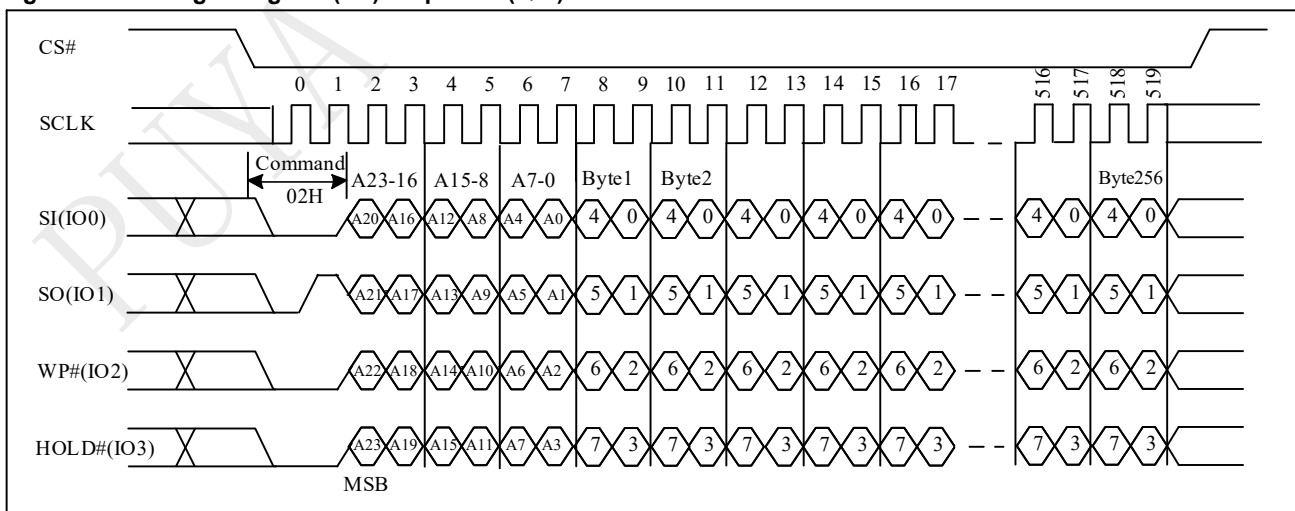 CS#
0 1 2 3 4 5 6 7 8 9 10 11 12 13 14 15 16 17 516 517 518 519
SCLK
Command
02H
A23-16 A15-8 A7-0 Byte1 Byte2 Byte256
SI(IO0) A20 A16 A12 A8 A4 A0 4 0 4 0 4 0 4 0 4 0 4 0 4 0
SO(IO1) A21 A17 A13 A9 A5 A1 5 1 5 1 5 1 5 1 5 1 5 1 5 1
WP#(IO2) A22 A18 A14 A10 A6 A2 6 2 6 2 6 2 6 2 6 2 6 2 6 2
HOLD#(IO3) A23 A19 A15 A11 A7 A3 7 3 7 3 7 3 7 3 7 3 7 3 7 3
MSB
PUYA